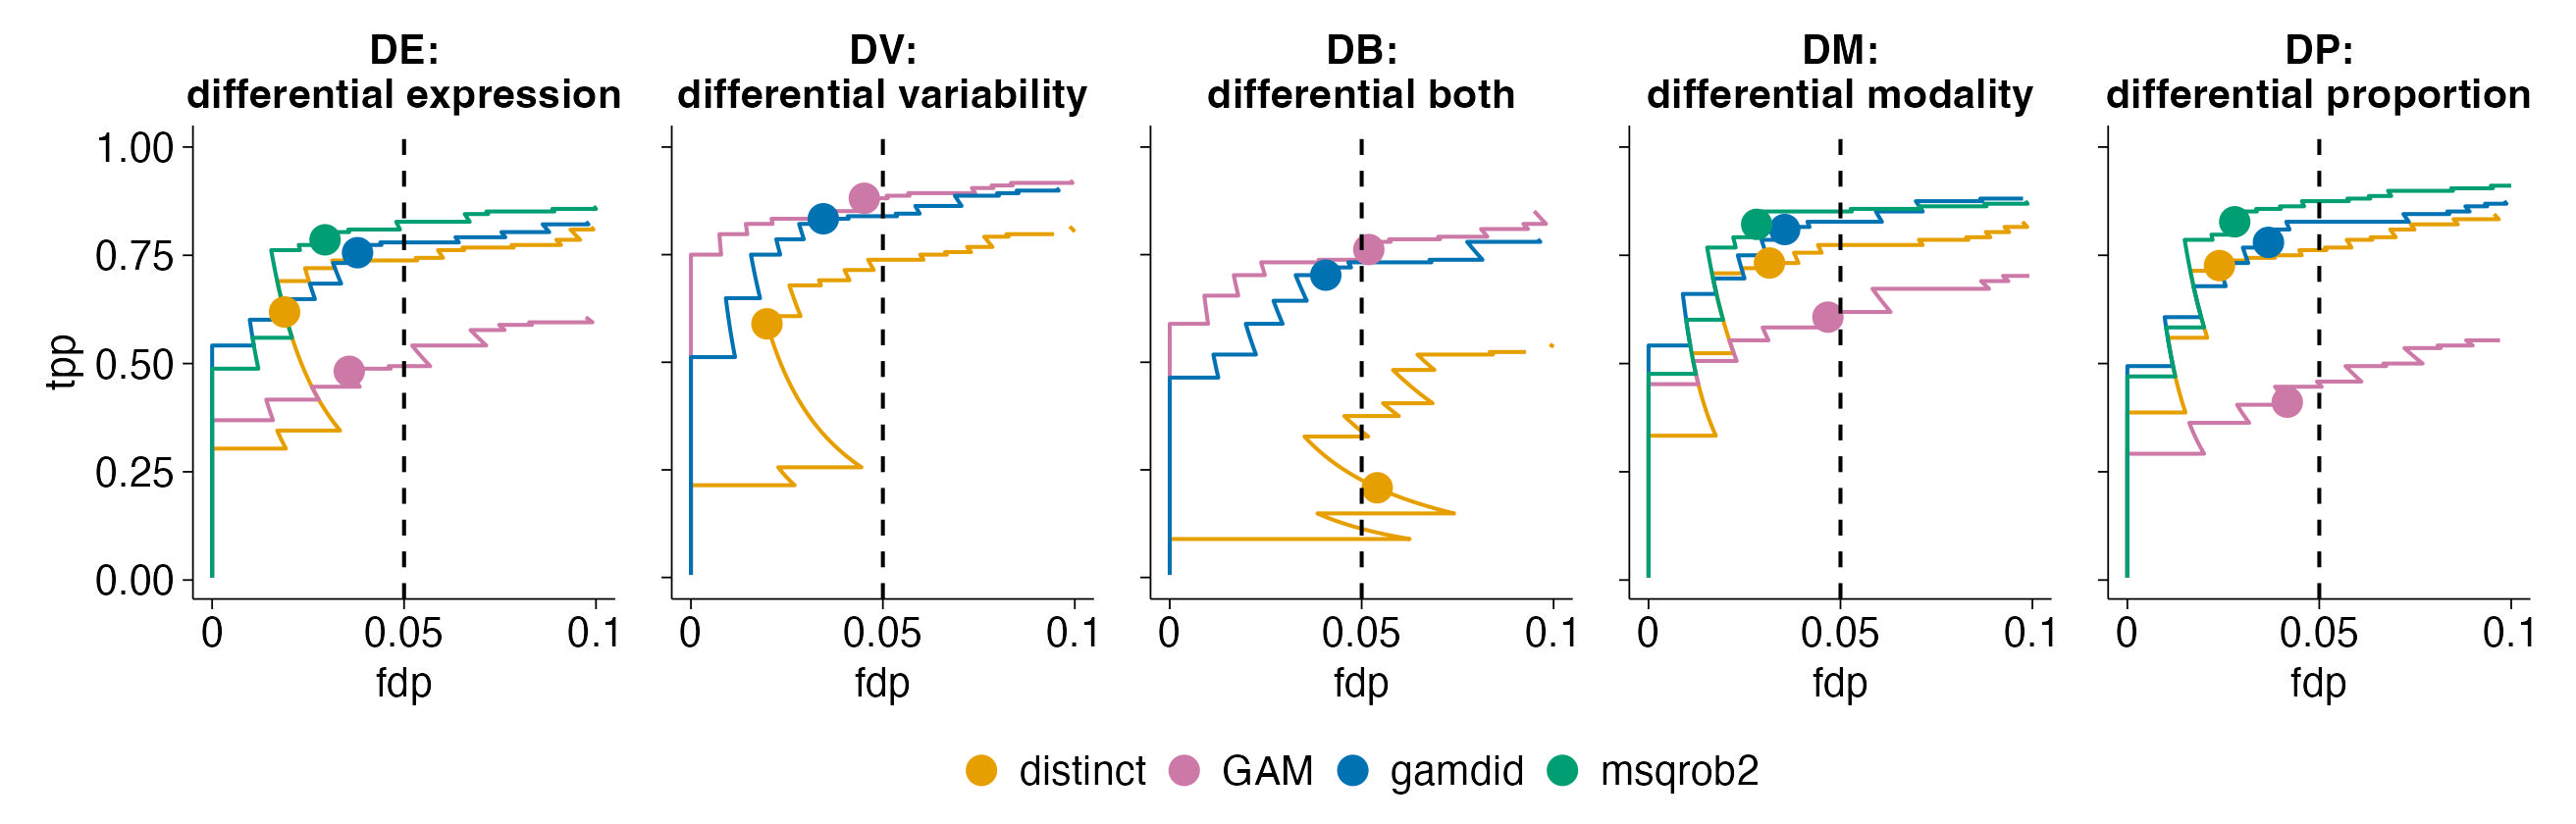 DE:
differential expression
DV:
differential variability
DB:
differential both
DM:
differential modality
DP:
differential proportion
tpp
1.00
0.75
0.50
0.25
0.00
0 0.05 0.1
0 0.05 0.1
0 0.05 0.1
0 0.05 0.1
0 0.05 0.1
fdp fdp fdp fdp fdp
distinct GAM gamdid msqrob2